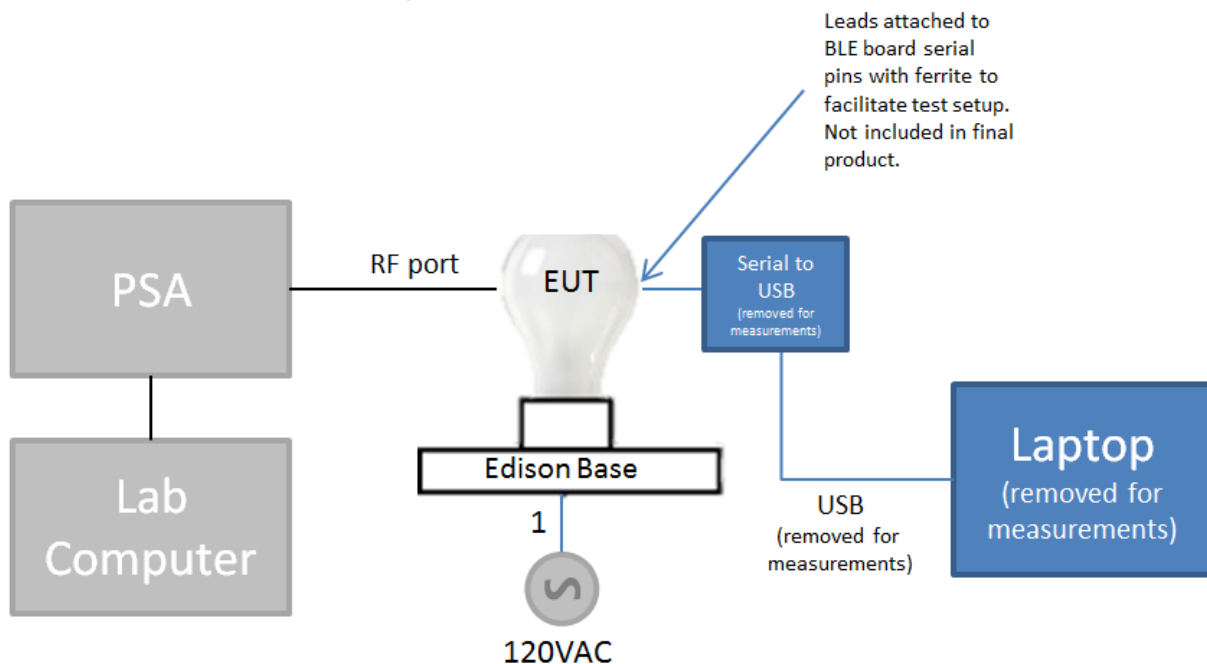 Leads attached to
BLE board serial
pins with ferrite to
facilitate test setup.
Not included in final
product.
PSA
RF port
EUT
Serial to
USB
(removed for
measurements)
Lab
Computer
Edison Base
1
120VAC
USB
(removed for
measurements)
Laptop
(removed for
measurements)